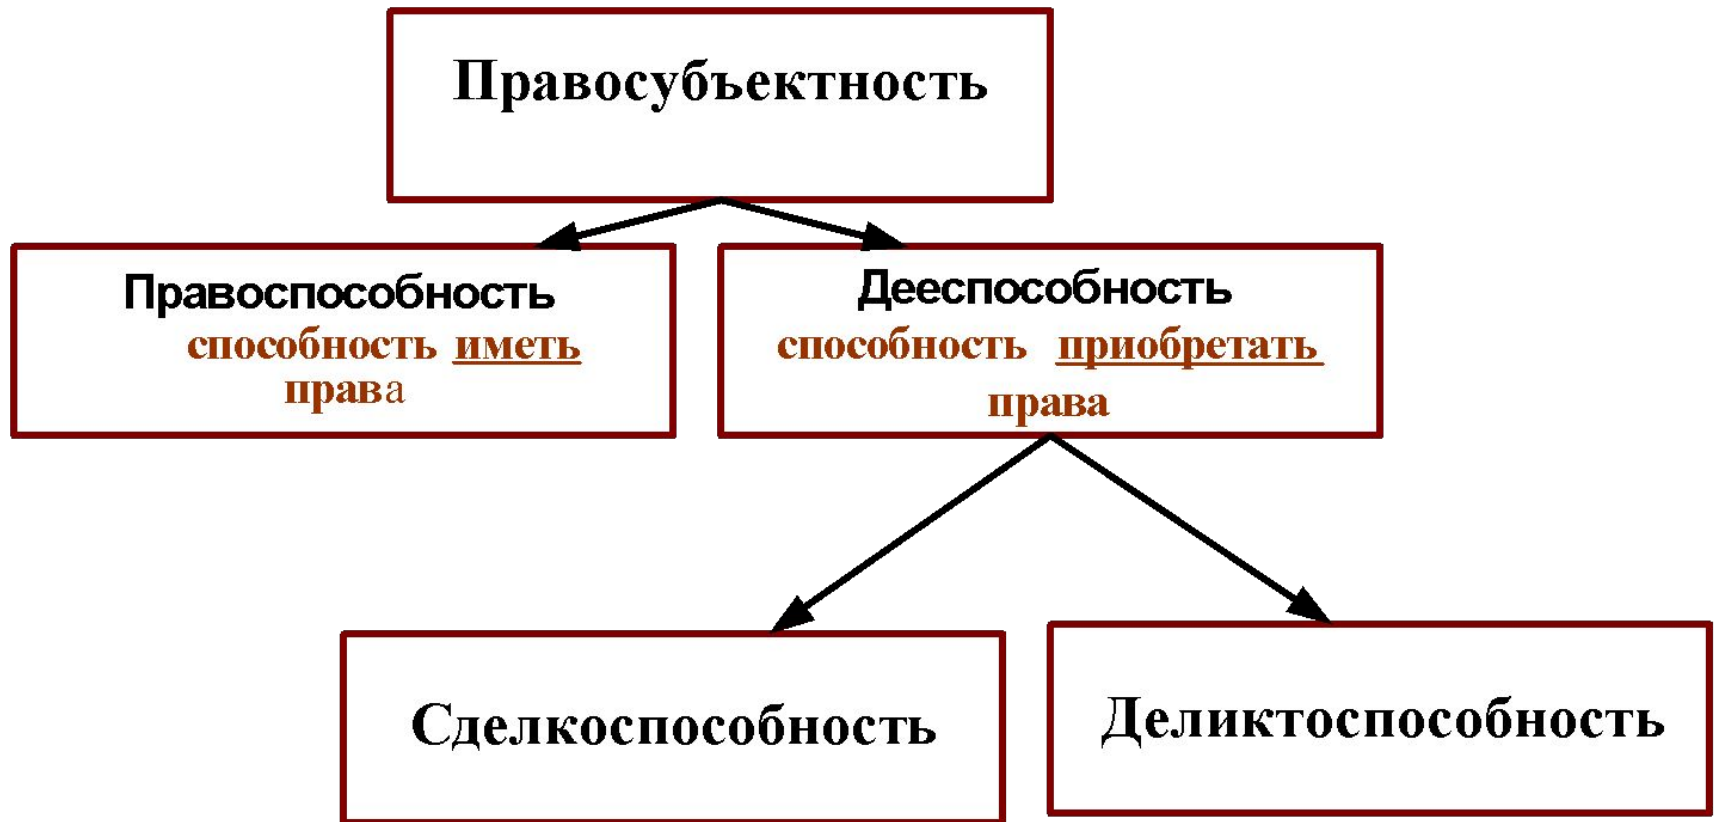 Правосубъектность
Правоспособность
способность иметь
права
Дееспособность
способность приобретать
права
Сделкоспособность
Деликтоспособность